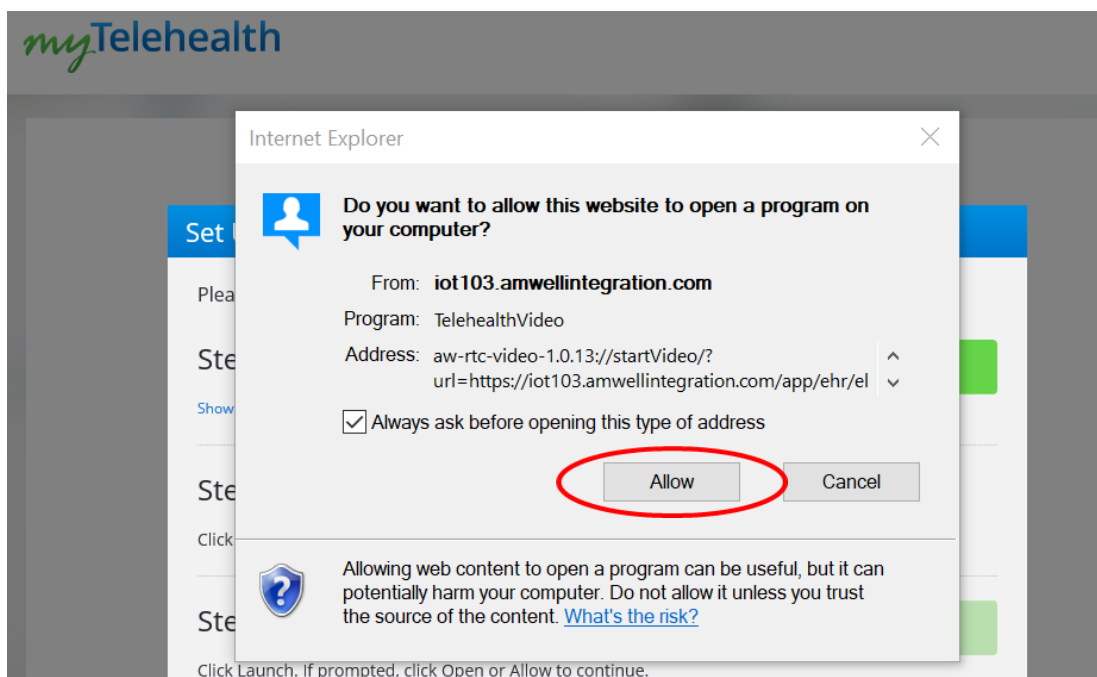 myTelehealth
Internet Explorer
Do you want to allow this website to open a program on
your computer?
From: iot103.amwellintegration.com
Program: TelehealthVideo
Address: aw-rtc-video-1.0.13://startVideo/?
url=https://iot103.amwellintegration.com/app/ehr/el
Always ask before opening this type of address
Allow Cancel
Allowing web content to open a program can be useful, but it can
potentially harm your computer. Do not allow it unless you trust
the source of the content. What's the risk?
Set
Plea
Ste
Show
Ste
Click
Ste
Click Launch. If prompted, click Open or Allow to continue.